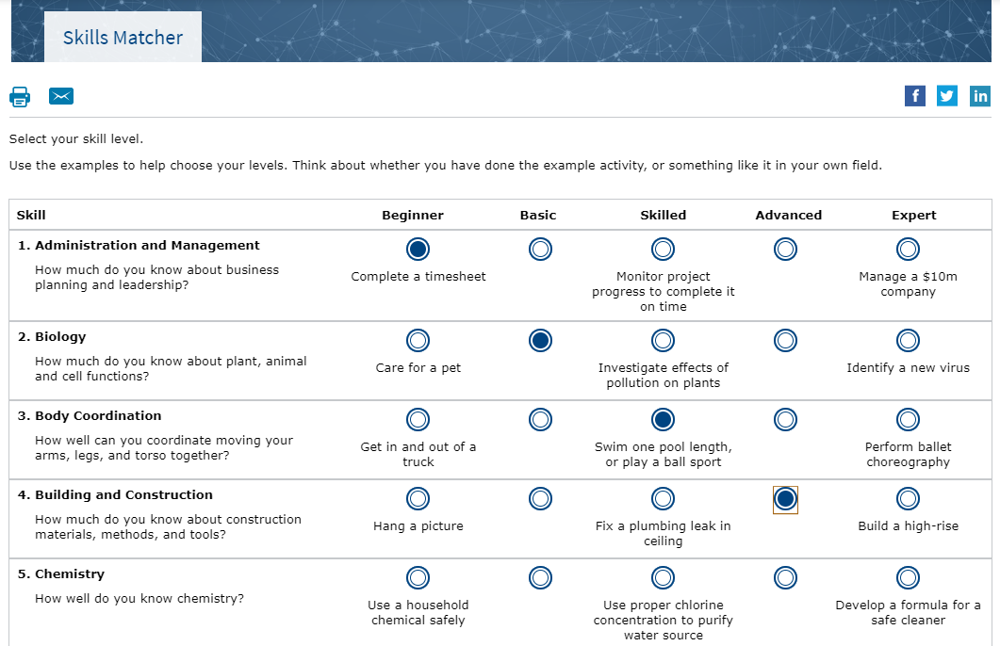 Skills Matcher
f
in
Select your skill level.
Use the examples to help choose your levels. Think about whether you have done the example activity, or something like it in your own field.
Skill Beginner Basic Skilled Advanced Expert
1. Administration and Management
How much do you know about business
planning and leadership?
Complete a timesheet
Monitor project
progress to complete it
on time
Manage a $10m
company
2. Biology
How much do you know about plant, animal
and cell functions?
Care for a pet
Investigate effects of
pollution on plants
Identify a new virus
3. Body Coordination
How well can you coordinate moving your
arms, legs, and torso together?
Get in and out of a
truck
Swim one pool length,
or play a ball sport
Perform ballet
choreography
4. Building and Construction
How much do you know about construction
materials, methods, and tools?
Hang a picture
Fix a plumbing leak in
ceiling
Build a high-rise
5. Chemistry
How well do you know chemistry?
Use a household
chemical safely
Use proper chlorine
concentration to purify
water source
Develop a formula for a
safe cleaner